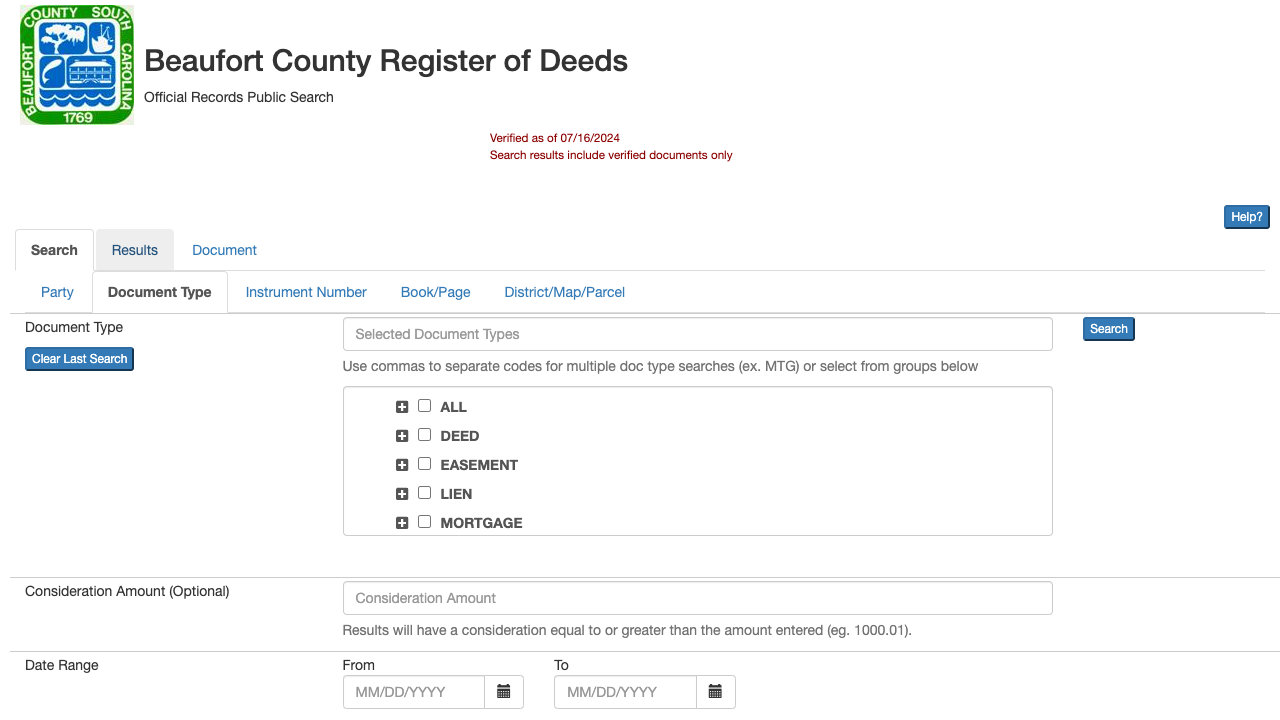 COUNTY SOUTH
BEAUFORT
CAROLINA
1769
Beaufort County Register of Deeds
Official Records Public Search
Verified as of 07/16/2024
Search results include verified documents only
Help?
Search Results Document
Party Document Type Instrument Number Book/Page District/Map/Parcel
Document Type
Selected Document Types
Search
Clear Last Search
Use commas to separate codes for multiple doc type searches (ex. MTG) or select from groups below
ALL
DEED
EASEMENT
LIEN
MORTGAGE
Consideration Amount (Optional)
Consideration Amount
Results will have a consideration equal to or greater than the amount entered (eg. 1000.01).
Date Range
From To
MM/DD/YYYY MM/DD/YYYY